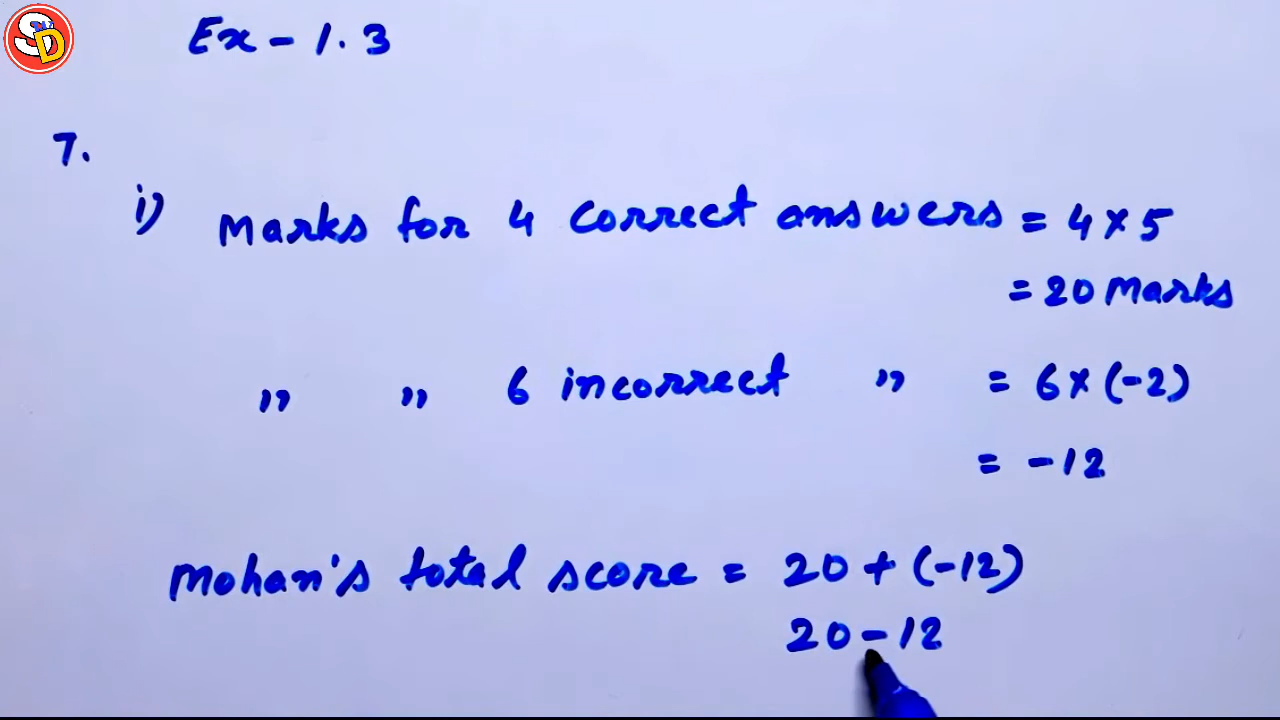 SD
Ex - 1.3
7.
i) Marks for 4 correct answers = 4 × 5
= 20 Marks
" " 6 incorrect " = 6 × (-2)
= -12
Mohan's total score = 20 + (-12)
20 - 12